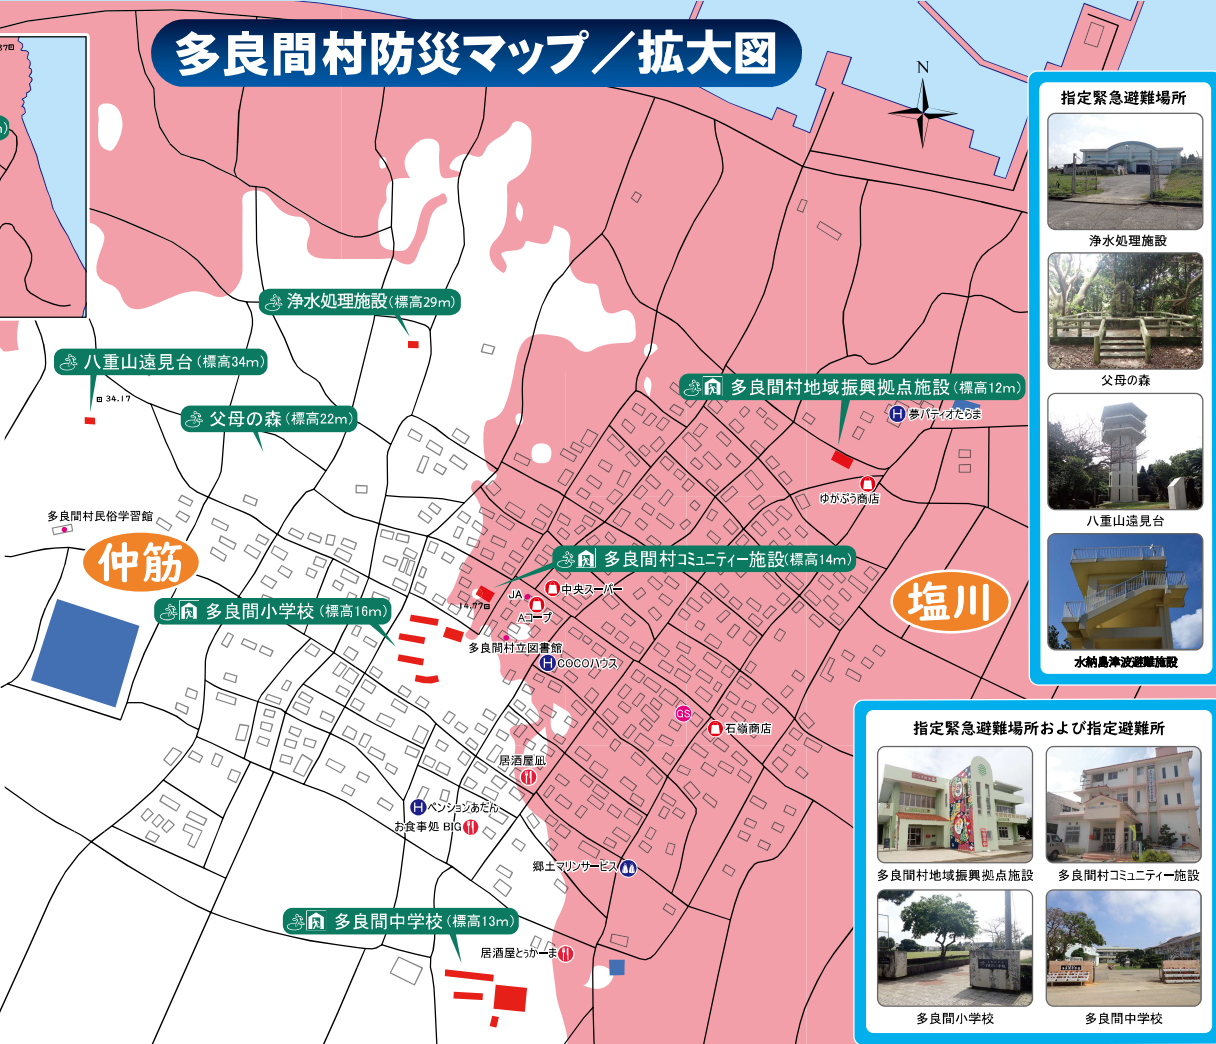 多良間村防災マップ／拡大図
N
浄水処理施設(標高29m)
八重山遠見台(標高34m)
34.17
父母の森(標高22m)
多良間村地域振興拠点施設(標高12m)
H 夢パティオたらま
ゆがぷう商店
多良間村民俗学習館
仲筋
多良間村コミュニティー施設(標高14m)
中央スーパー
JA
Aコープ
14.77
塩川
多良間小学校(標高16m)
多良間村立図書館
H COCOハウス
GS
石嶺商店
居酒屋凪
H ペンションあだん
お食事処 BIG
郷土マリンサービス
多良間中学校(標高13m)
居酒屋とぅかーま
指定緊急避難場所
浄水処理施設
父母の森
八重山遠見台
水納島津波避難施設
指定緊急避難場所および指定避難所
多良間村地域振興拠点施設
多良間村コミュニティー施設
多良間小学校
多良間中学校